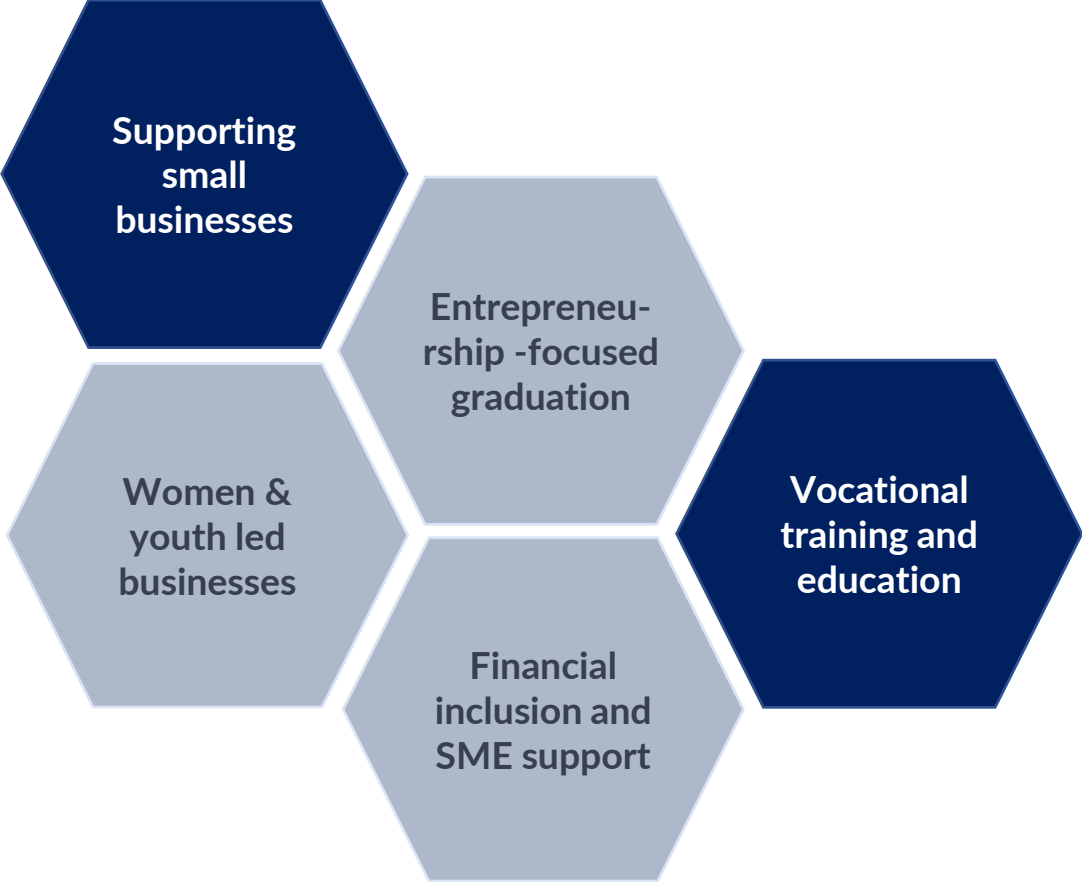 Supporting
small
businesses
Entrepreneu-
rship -focused
graduation
Women &
youth led
businesses
Vocational
training and
education
Financial
inclusion and
SME support